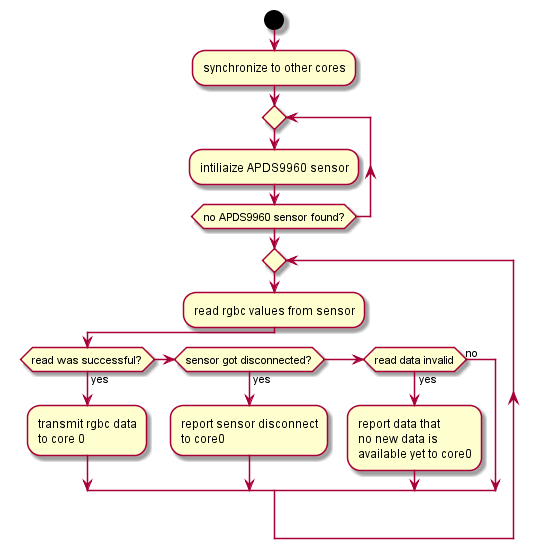 synchronize to other cores
intiliaize APDS9960 sensor
no APDS9960 sensor found?
read rgbc values from sensor
read was successful?
sensor got disconnected?
read data invalid
no
yes
yes
yes
transmit rgbc data
to core 0
report sensor disconnect
to core0
report data that
no new data is
available yet to core0